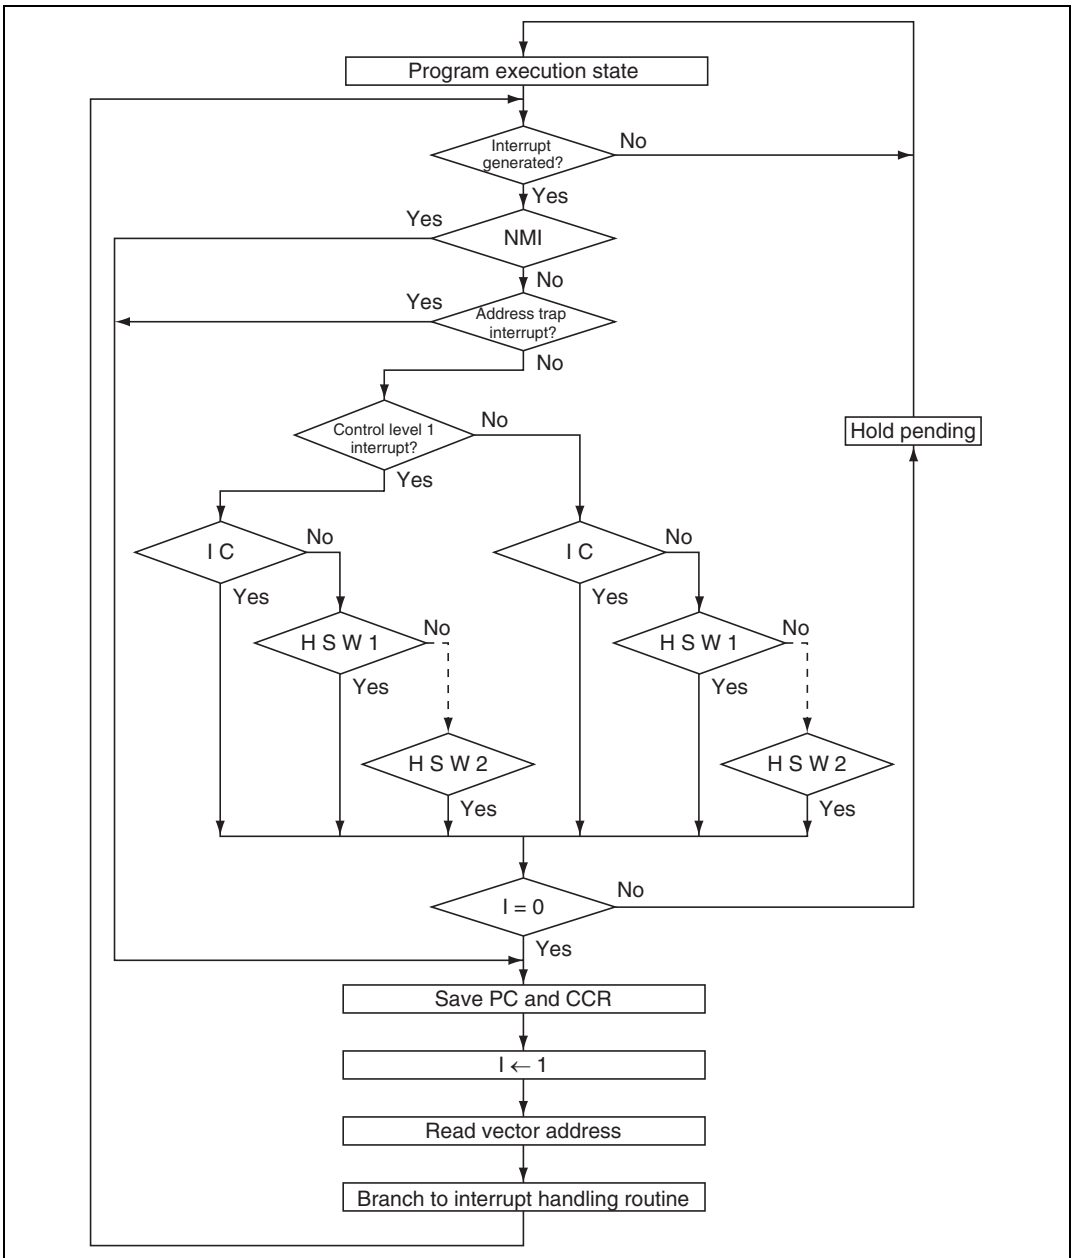 Program execution state
Interrupt
generated?
No
Yes
Yes
NMI
No
Yes
Address trap
interrupt?
No
Control level 1
interrupt?
No
Yes
Hold pending
I C
No
Yes
I C
No
Yes
H S W 1
No
Yes
H S W 1
No
Yes
H S W 2
Yes
H S W 2
Yes
I = 0
No
Yes
Save PC and CCR
I ← 1
Read vector address
Branch to interrupt handling routine